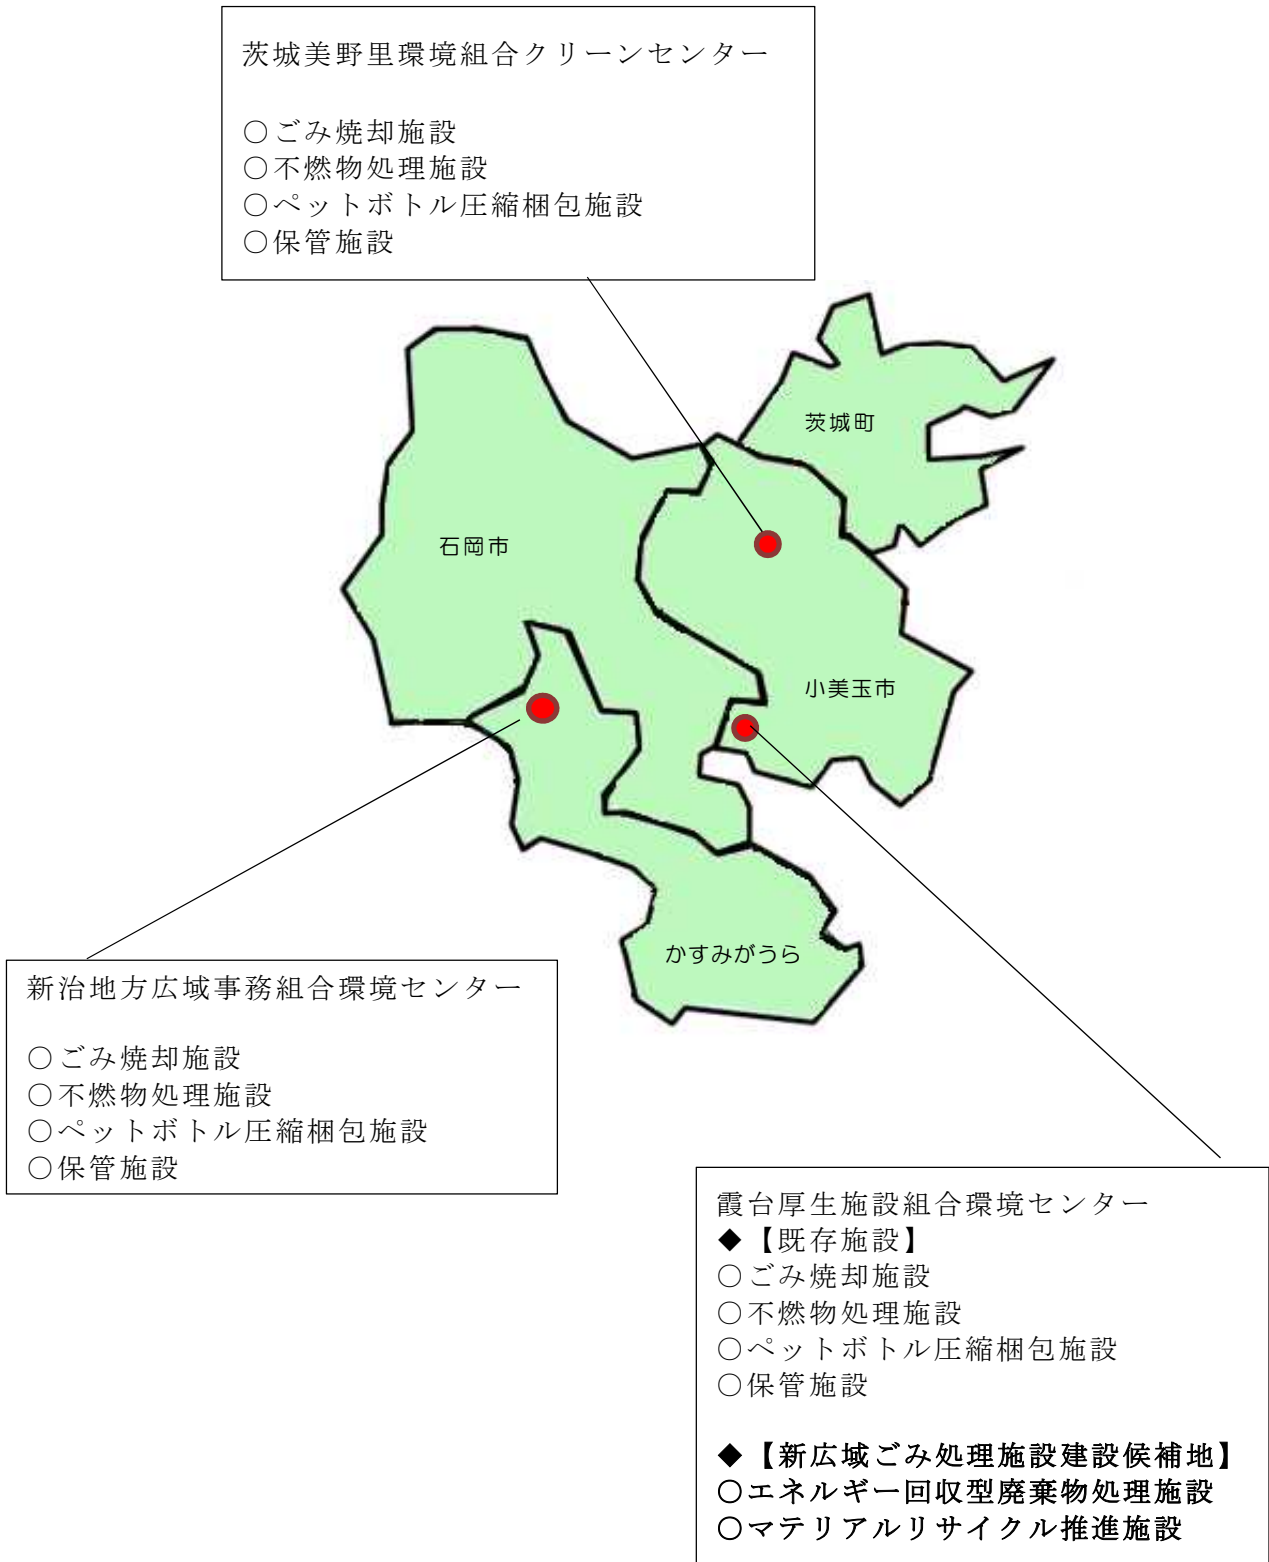 茨城美野里環境組合クリーンセンター
○ごみ焼却施設
○不燃物処理施設
○ペットボトル圧縮梱包施設
○保管施設
茨城町
石岡市
小美玉市
かすみがうら
新治地方広域事務組合環境センター
○ごみ焼却施設
○不燃物処理施設
○ペットボトル圧縮梱包施設
○保管施設
霞台厚生施設組合環境センター
◆【既存施設】
○ごみ焼却施設
○不燃物処理施設
○ペットボトル圧縮梱包施設
○保管施設
◆【新広域ごみ処理施設建設候補地】
○エネルギー回収型廃棄物処理施設
○マテリアルリサイクル推進施設